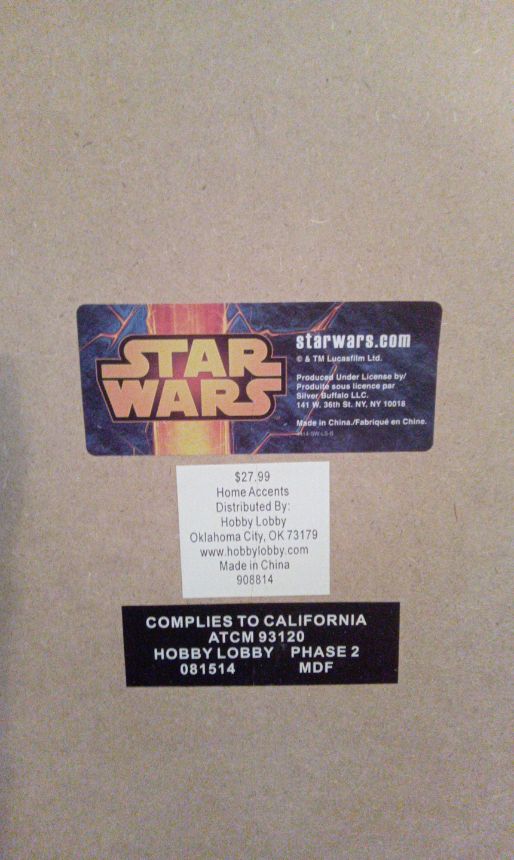 STAR
WARS
starwars.com
© & TM Lucasfilm Ltd.
Produced Under License by/
Produite sous licence par
Silver Buffalo LLC.
141 W. 36th St. NY, NY 10018
Made in China./Fabriqué en Chine.
$27.99
Home Accents
Distributed By:
Hobby Lobby
Oklahoma City, OK 73179
www.hobbylobby.com
Made in China
908814
COMPLIES TO CALIFORNIA
ATCM 93120
HOBBY LOBBY PHASE 2
081514 MDF